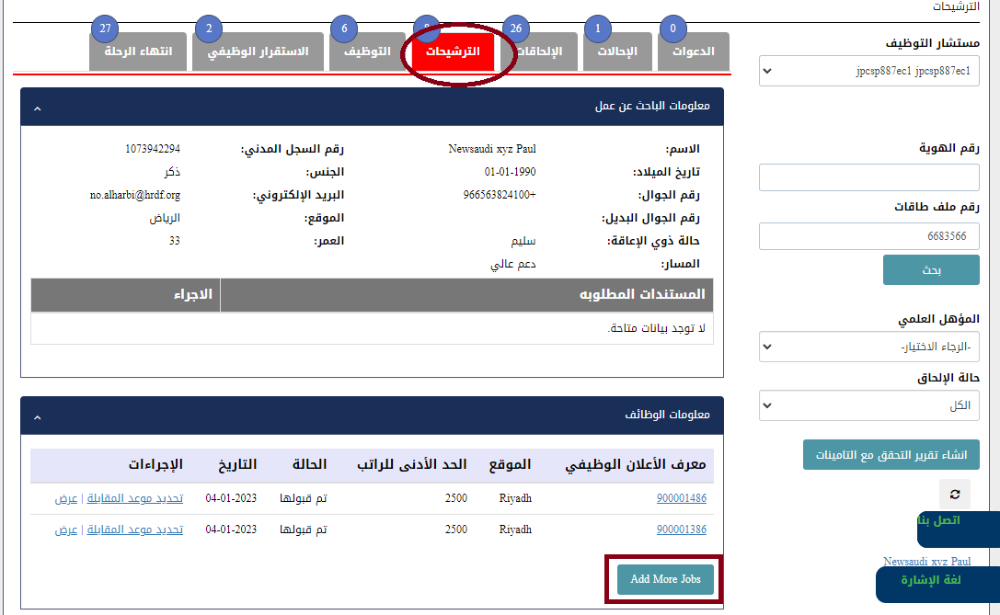 الترشيحات
مستشار التوظيف
jpcsp887ec1 jpcsp887ec1
رقم الهوية
رقم ملف طاقات
6683566
بحث
المؤهل العلمي
-الرجاء الاختيار-
حالة الإلحاق
الكل
انشاء تقرير التحقق مع التامينات
اتصل بنا
Newsaudi xyz Paul
لغة الإشارة
0 1 26 6 2 27
الدعوات الإحالات الإلحاقات الترشيحات التوظيف الاستقرار الوظيفي انتهاء الرحلة
معلومات الباحث عن عمل
الاسم: Newsaudi xyz Paul رقم السجل المدني: 1073942294
تاريخ الميلاد: 01-01-1990 الجنس: ذكر
رقم الجوال: 966563824100+ البريد الإلكتروني: no.alharbi@hrdf.org
رقم الجوال البديل: الموقع: الرياض
حالة ذوي الإعاقة: سليم العمر: 33
المسار: دعم عالي
المستندات المطلوبه الاجراء
لا توجد بيانات متاحة.
معلومات الوظائف
معرف الأعلان الوظيفي الموقع الحد الأدنى للراتب الحالة التاريخ الإجراءات
900001486 Riyadh 2500 تم قبولها 04-01-2023 تحديد موعد المقابلة | عرض
900001386 Riyadh 2500 تم قبولها 04-01-2023 تحديد موعد المقابلة | عرض
Add More Jobs